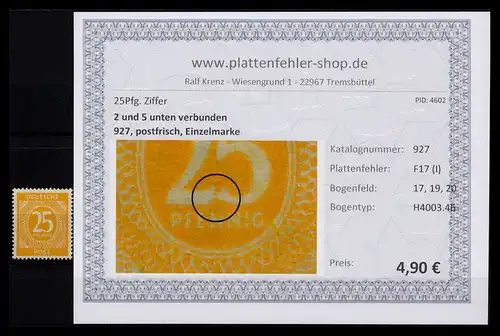 www.plattenfehler-shop.de
Ralf Krenz - Wiesengrund 1 - 22967 Tremsbüttel
25Pfg. Ziffer
PID: 4602
2 und 5 unten verbunden
927, postfrisch, Einzelmarke
Katalognummer: 927
Plattenfehler: F17 (I)
Bogenfeld: 17, 19, 20
Bogentyp: H4003.46
Preis: 4,90 €
25
PFENNIG
DEUTSCHE
25
POST